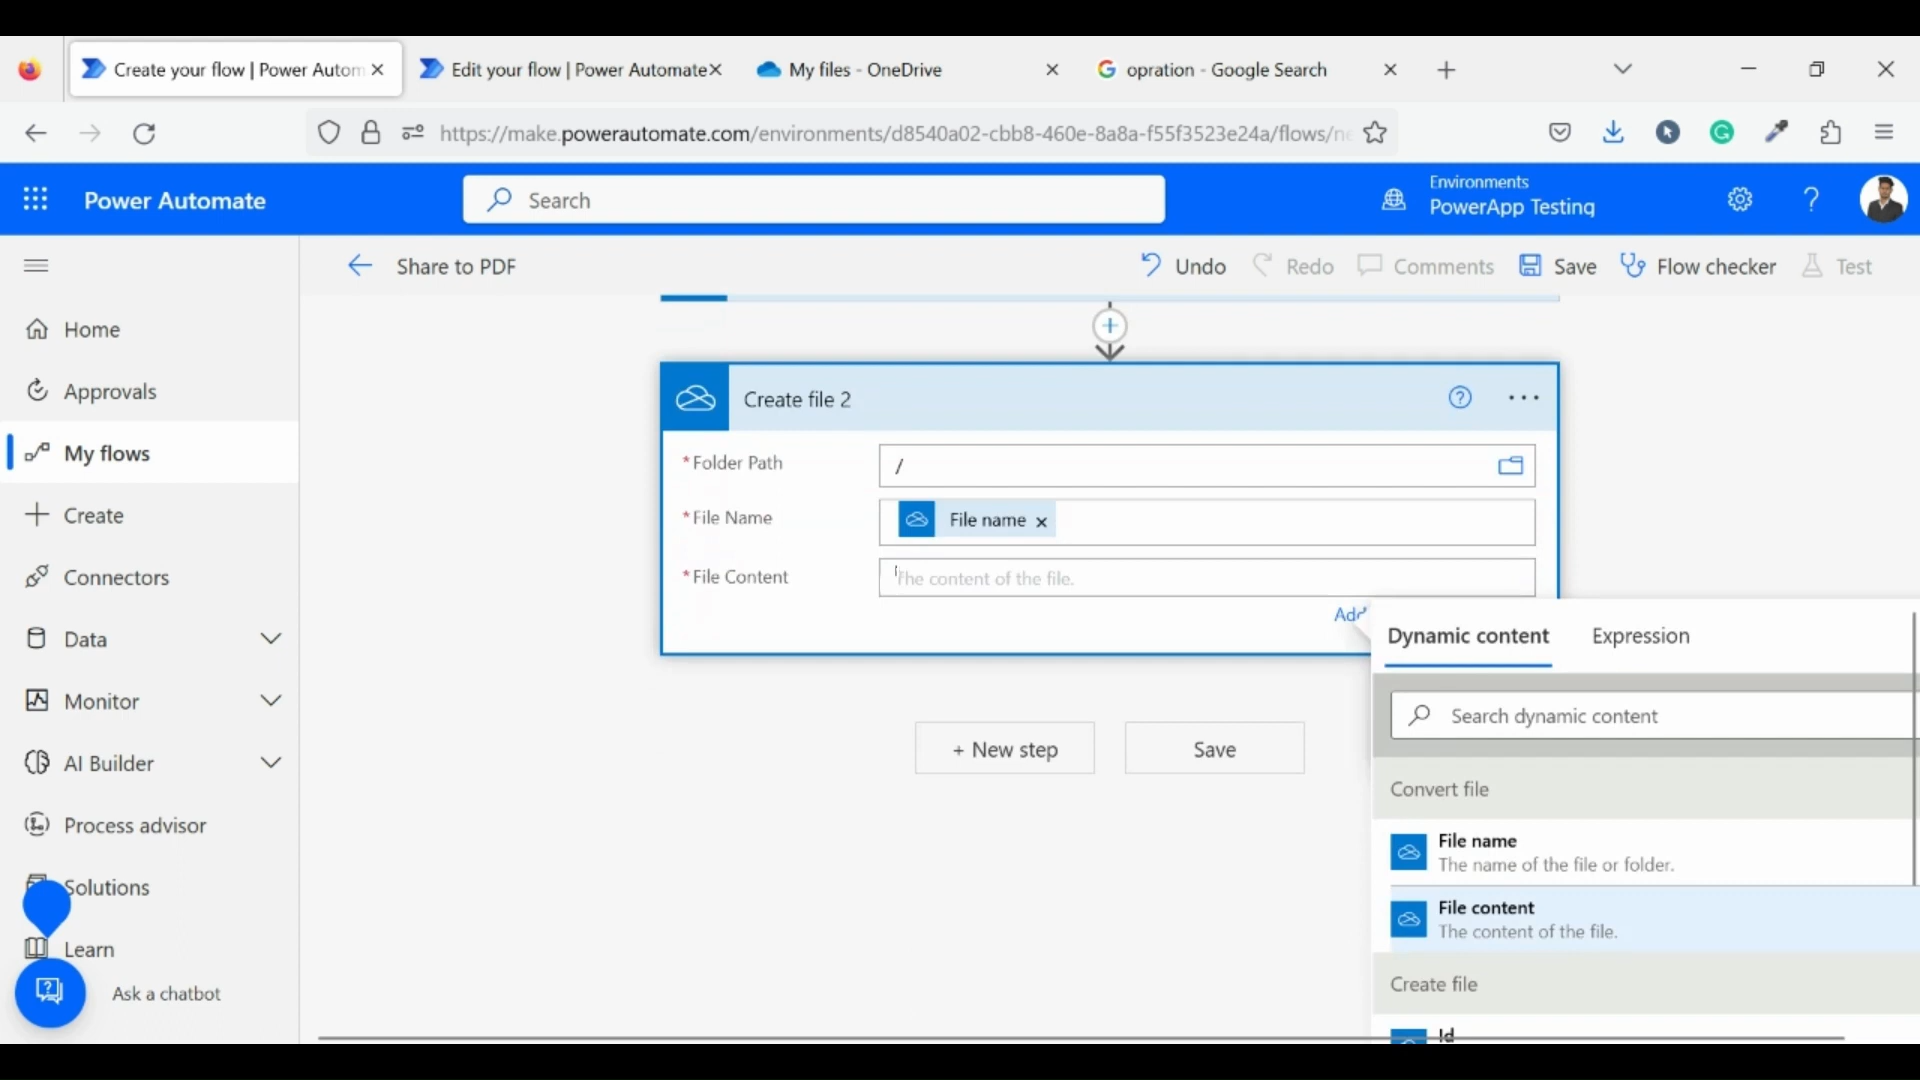 Create your flow | Power Autom
Edit your flow | Power Automate
My files - OneDrive
opration - Google Search
https://make.powerautomate.com/environments/d8540a02-cbb8-460e-8a8a-f55f3523e24a/flows/ne
Power Automate
Search
Environments
PowerApp Testing
Share to PDF
Undo
Redo
Comments
Save
Flow checker
Test
Home
Approvals
My flows
Create
Connectors
Data
Monitor
AI Builder
Process advisor
Solutions
Learn
Ask a chatbot
Create file 2
*Folder Path
/
*File Name
File name
*File Content
The content of the file.
Add
+ New step
Save
Dynamic content
Expression
Search dynamic content
Convert file
File name
The name of the file or folder.
File content
The content of the file.
Create file
Id